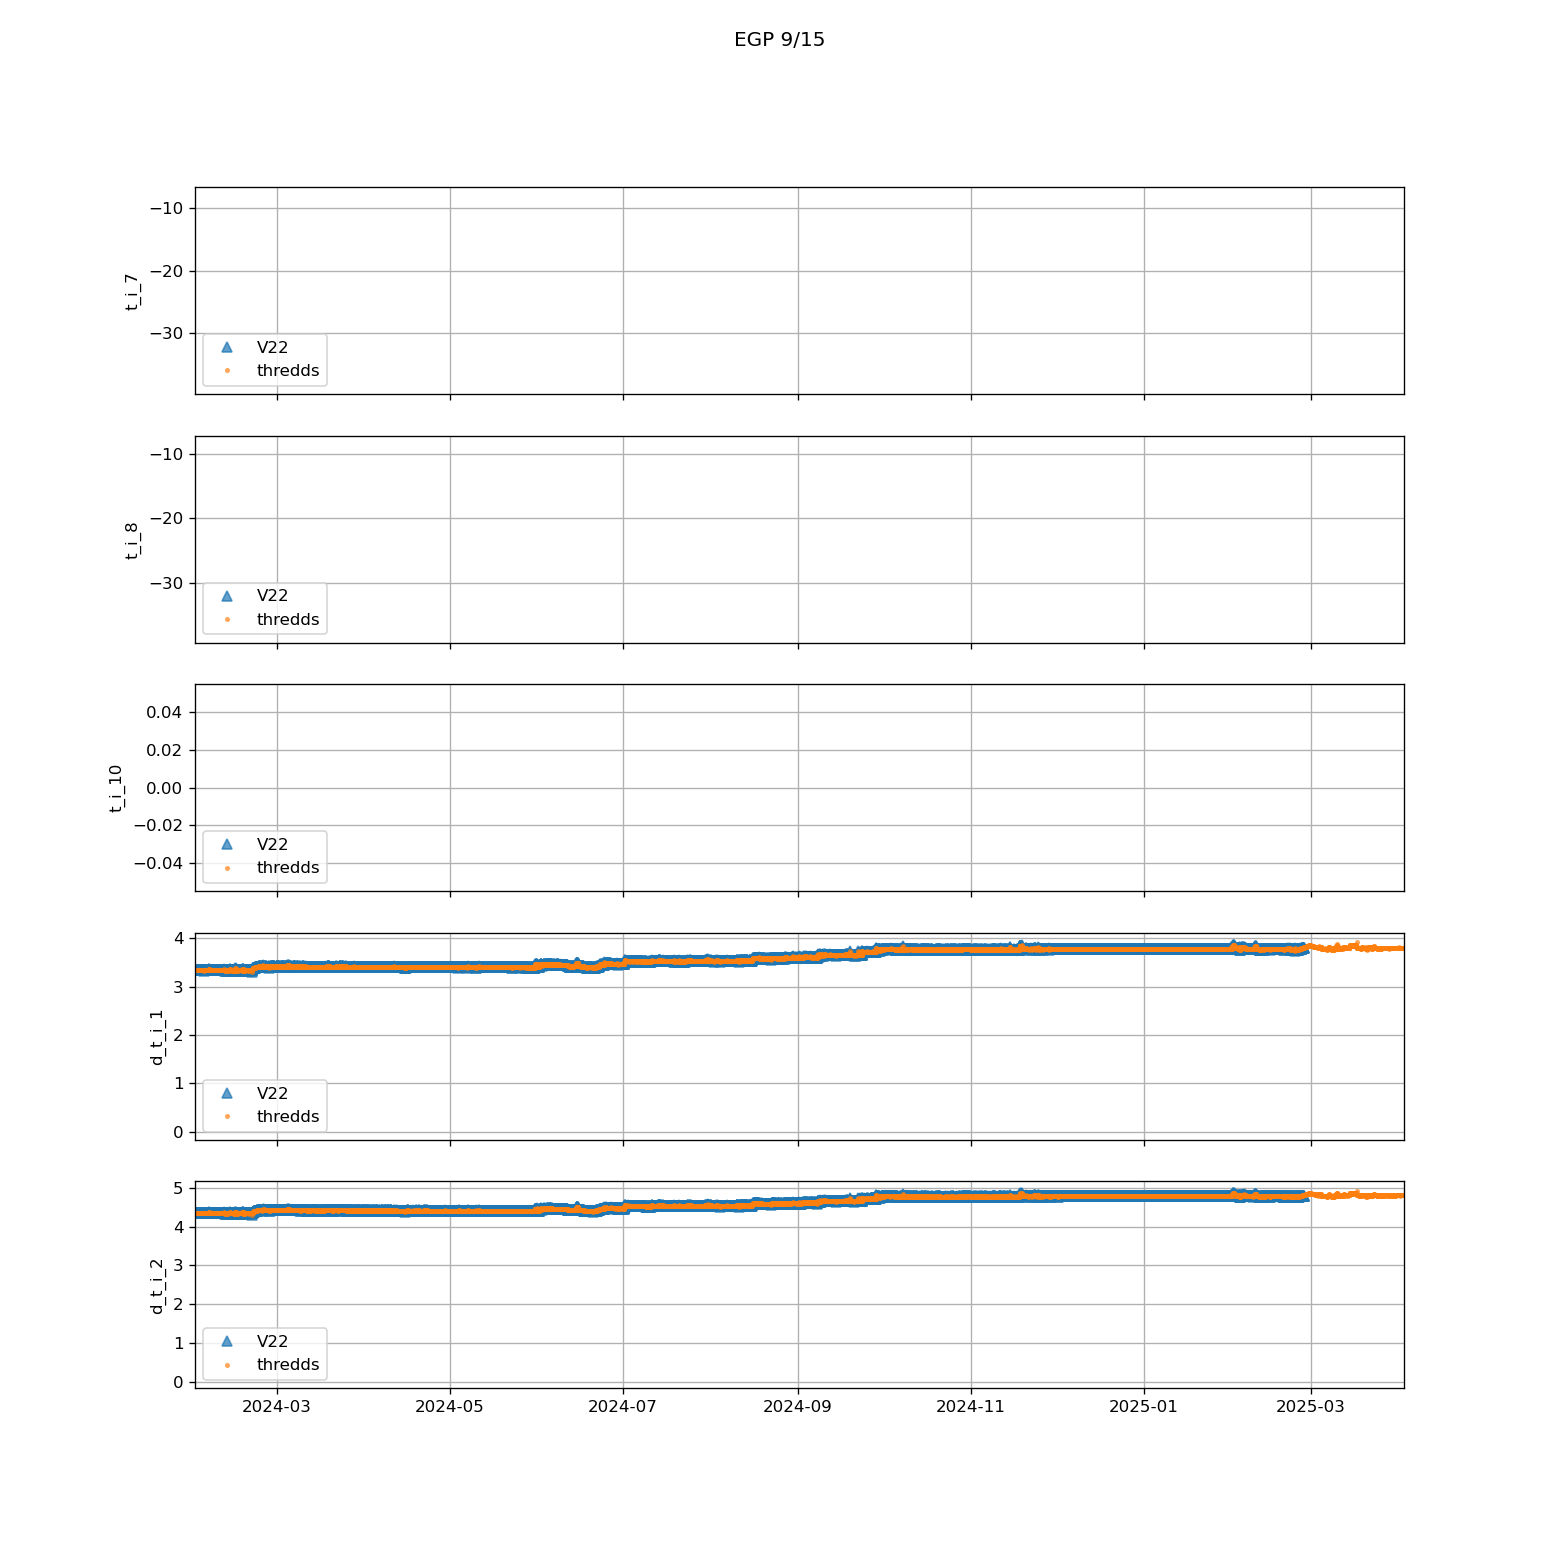 EGP 9/15
t_i_7
−10
−20
−30
V22
thredds
t_i_8
−10
−20
−30
V22
thredds
t_i_10
0.04
0.02
0.00
−0.02
−0.04
V22
thredds
d_t_i_1
4
3
2
1
0
V22
thredds
d_t_i_2
5
4
3
2
1
0
V22
thredds
2024-03 2024-05 2024-07 2024-09 2024-11 2025-01 2025-03